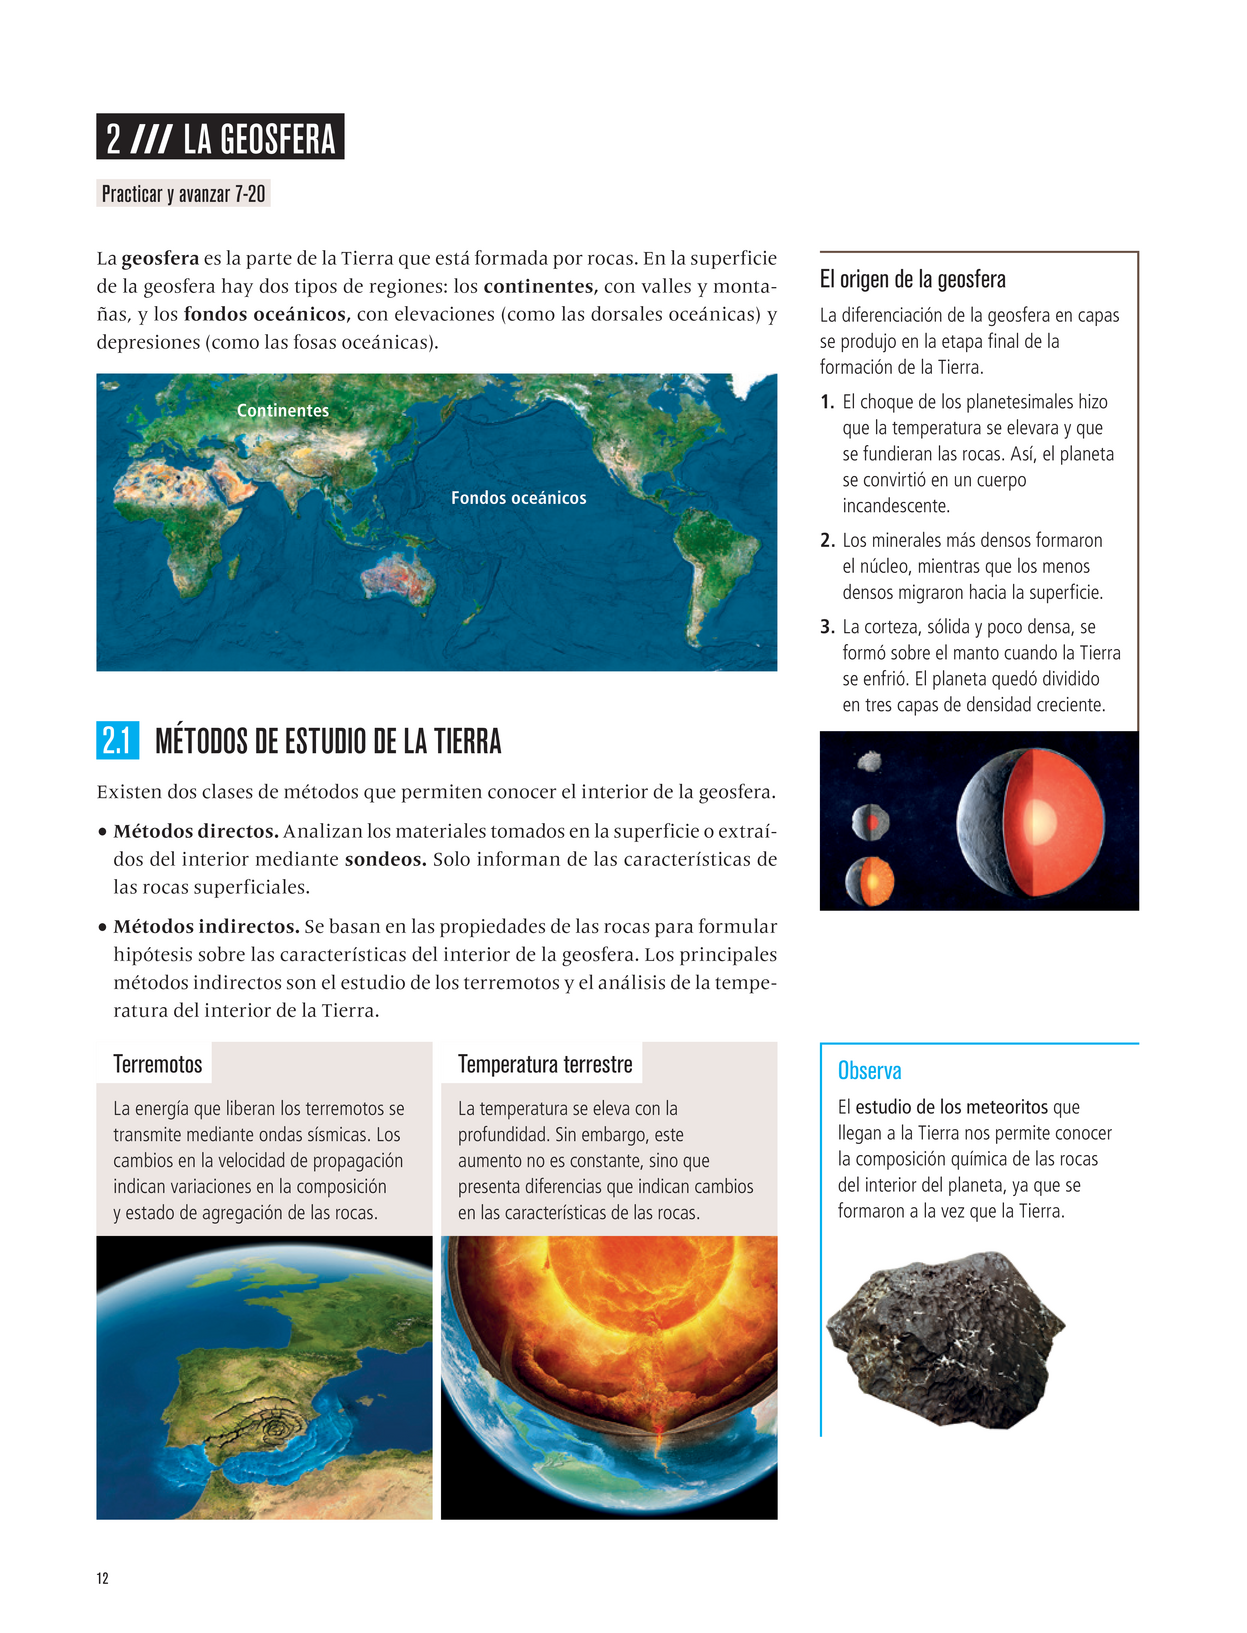 2 /// LA GEOSFERA
Practicar y avanzar 7-20
La geosfera es la parte de la Tierra que está formada por rocas. En la superficie
de la geosfera hay dos tipos de regiones: los continentes, con valles y monta-
ñas, y los fondos oceánicos, con elevaciones (como las dorsales oceánicas) y
depresiones (como las fosas oceánicas).
Continentes
Fondos oceánicos
2.1 MÉTODOS DE ESTUDIO DE LA TIERRA
Existen dos clases de métodos que permiten conocer el interior de la geosfera.
• Métodos directos. Analizan los materiales tomados en la superficie o extraí-
dos del interior mediante sondeos. Solo informan de las características de
las rocas superficiales.
• Métodos indirectos. Se basan en las propiedades de las rocas para formular
hipótesis sobre las características del interior de la geosfera. Los principales
métodos indirectos son el estudio de los terremotos y el análisis de la tempe-
ratura del interior de la Tierra.
Terremotos
La energía que liberan los terremotos se
transmite mediante ondas sísmicas. Los
cambios en la velocidad de propagación
indican variaciones en la composición
y estado de agregación de las rocas.
Temperatura terrestre
La temperatura se eleva con la
profundidad. Sin embargo, este
aumento no es constante, sino que
presenta diferencias que indican cambios
en las características de las rocas.
El origen de la geosfera
La diferenciación de la geosfera en capas
se produjo en la etapa final de la
formación de la Tierra.
1. El choque de los planetesimales hizo
que la temperatura se elevara y que
se fundieran las rocas. Así, el planeta
se convirtió en un cuerpo
incandescente.
2. Los minerales más densos formaron
el núcleo, mientras que los menos
densos migraron hacia la superficie.
3. La corteza, sólida y poco densa, se
formó sobre el manto cuando la Tierra
se enfrió. El planeta quedó dividido
en tres capas de densidad creciente.
Observa
El estudio de los meteoritos que
llegan a la Tierra nos permite conocer
la composición química de las rocas
del interior del planeta, ya que se
formaron a la vez que la Tierra.
12